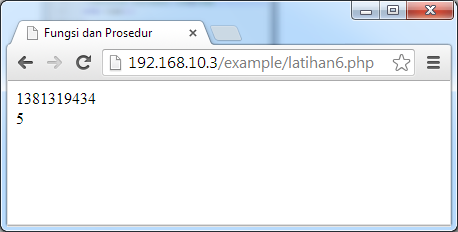 Fungsi dan Prosedur
192.168.10.3/example/latihan6.php
1381319434
5